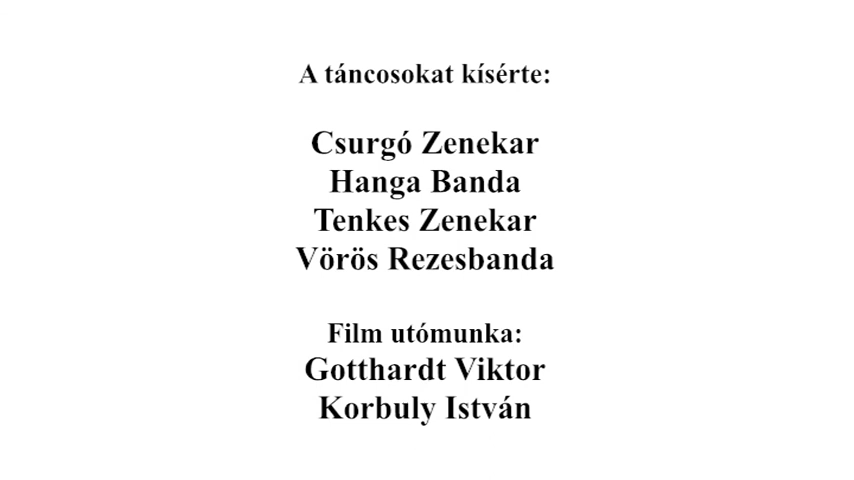 A táncosokat kísérte:
Csurgó Zenekar
Hanga Banda
Tenkes Zenekar
Vörös Rezesbanda
Film utómunka:
Gotthardt Viktor
Korbuly István